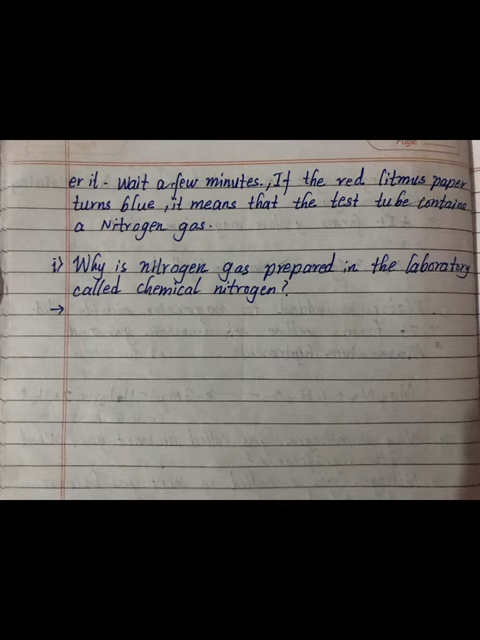 Page
er it - Wait a few minutes., If the red litmus paper
turns blue, it means that the test tube contains
a Nitrogen gas.
i) Why is nitrogen gas prepared in the laboratory
called chemical nitrogen?
→